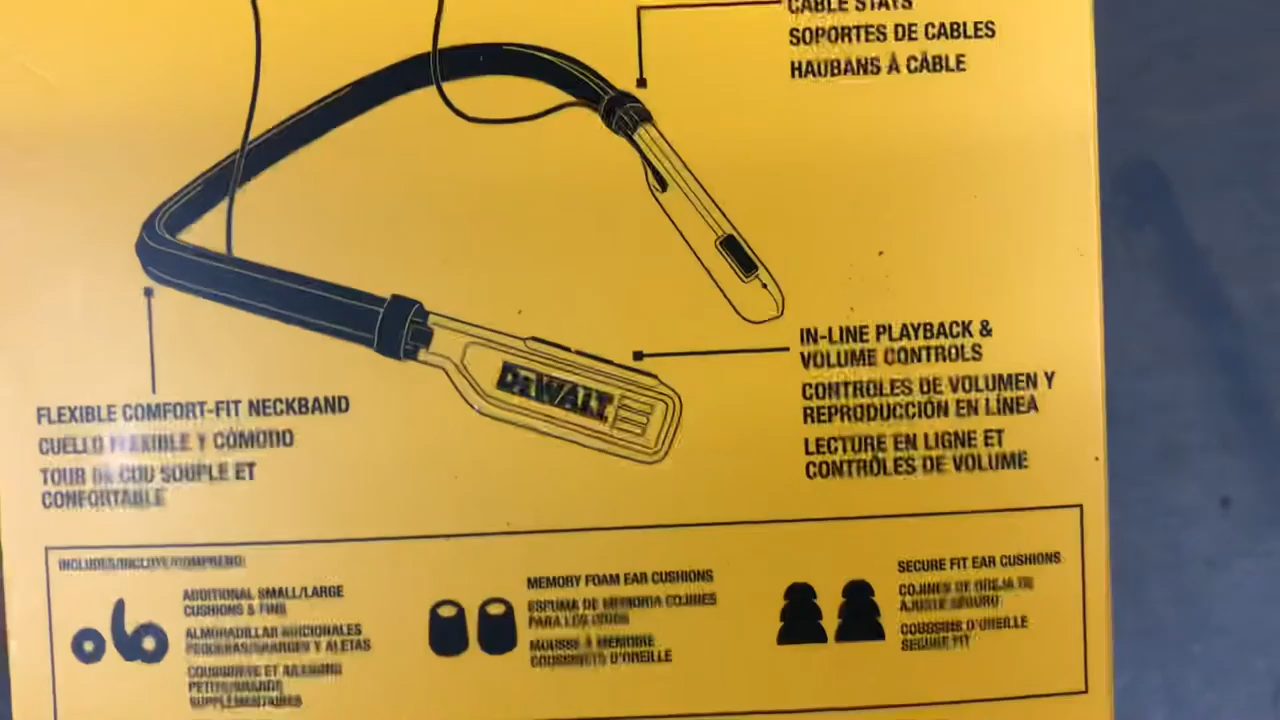 CABLE STAYS
SOPORTES DE CABLES
HAUBANS À CÂBLE
DEWALT
IN-LINE PLAYBACK &
VOLUME CONTROLS
CONTROLES DE VOLUMEN Y
REPRODUCCIÓN EN LÍNEA
LECTURE EN LIGNE ET
CONTRÔLES DE VOLUME
FLEXIBLE COMFORT-FIT NECKBAND
CUELLO FLEXIBLE Y CÓMODO
TOUR DE COU SOUPLE ET
CONFORTABLE
INCLUDES/INCLUYE/COMPREND:
ADDITIONAL SMALL/LARGE
CUSHIONS & FINS
ALMOHADILLAS ADICIONALES
Y ALETAS
COUSSINS ET AILERONS
PETITS/GRANDS
SUPPLÉMENTAIRES
MEMORY FOAM EAR CUSHIONS
ESPUMA DE MEMORIA COJINES
PARA LOS OIDOS
MOUSSE À MÉMOIRE
COUSSINETS D'OREILLE
SECURE FIT EAR CUSHIONS
COJINES DE OREJA DE
AJUSTE SEGURO
COUSSINS D'OREILLE
SECURE FIT